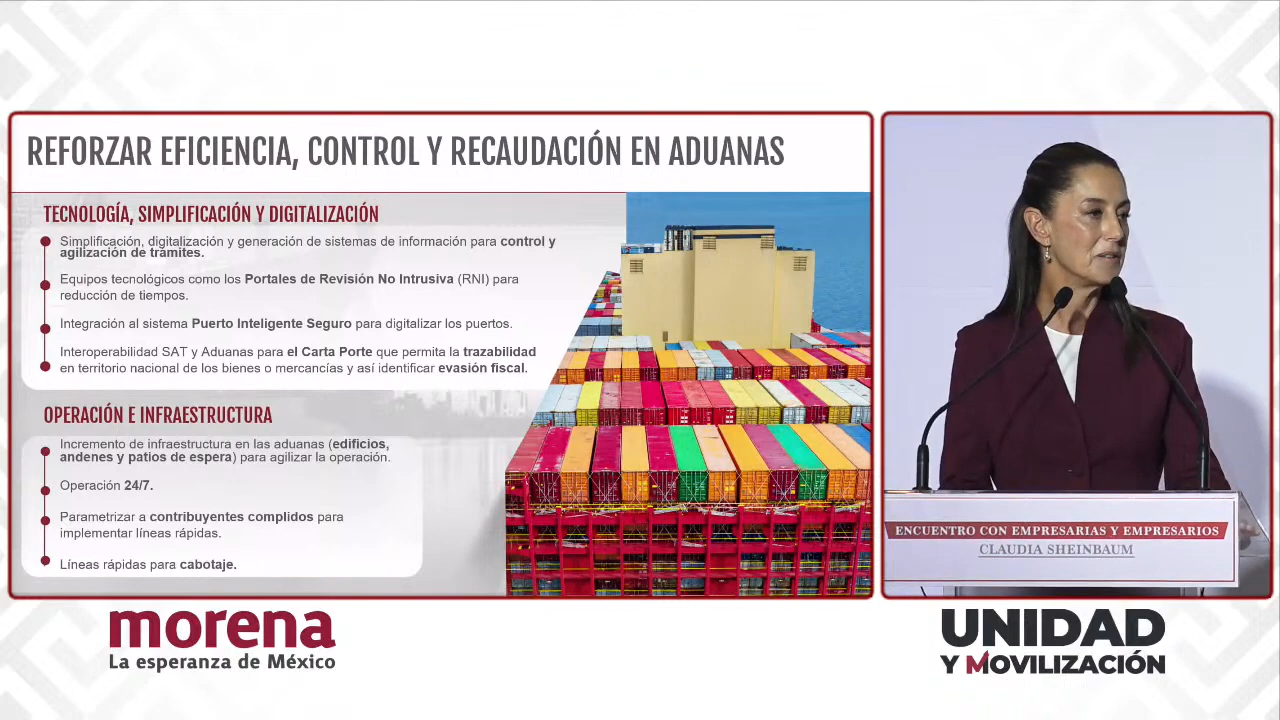 REFORZAR EFICIENCIA, CONTROL Y RECAUDACIÓN EN ADUANAS
TECNOLOGÍA, SIMPLIFICACIÓN Y DIGITALIZACIÓN
Simplificación, digitalización y generación de sistemas de información para control y
agilización de trámites.
Equipos tecnológicos como los Portales de Revisión No Intrusiva (RNI) para
reducción de tiempos.
Integración al sistema Puerto Inteligente Seguro para digitalizar los puertos.
Interoperatividad SAT y Aduanas para el Carta Porte que permita la trazabilidad
en territorio nacional de los bienes o mercancías y así identificar evasión fiscal.
OPERACIÓN E INFRAESTRUCTURA
Incremento de infraestructura en las aduanas (edificios,
andenes y patios de espera) para agilizar la operación.
Operación 24/7.
Parametrizar a contribuyentes complidos para
implementar líneas rápidas.
Líneas rápidas para cabotaje.
ENCUENTRO CON EMPRESARIAS Y EMPRESARIOS
CLAUDIA SHEINBAUM
morena
La esperanza de México
UNIDAD
Y MOVILIZACIÓN